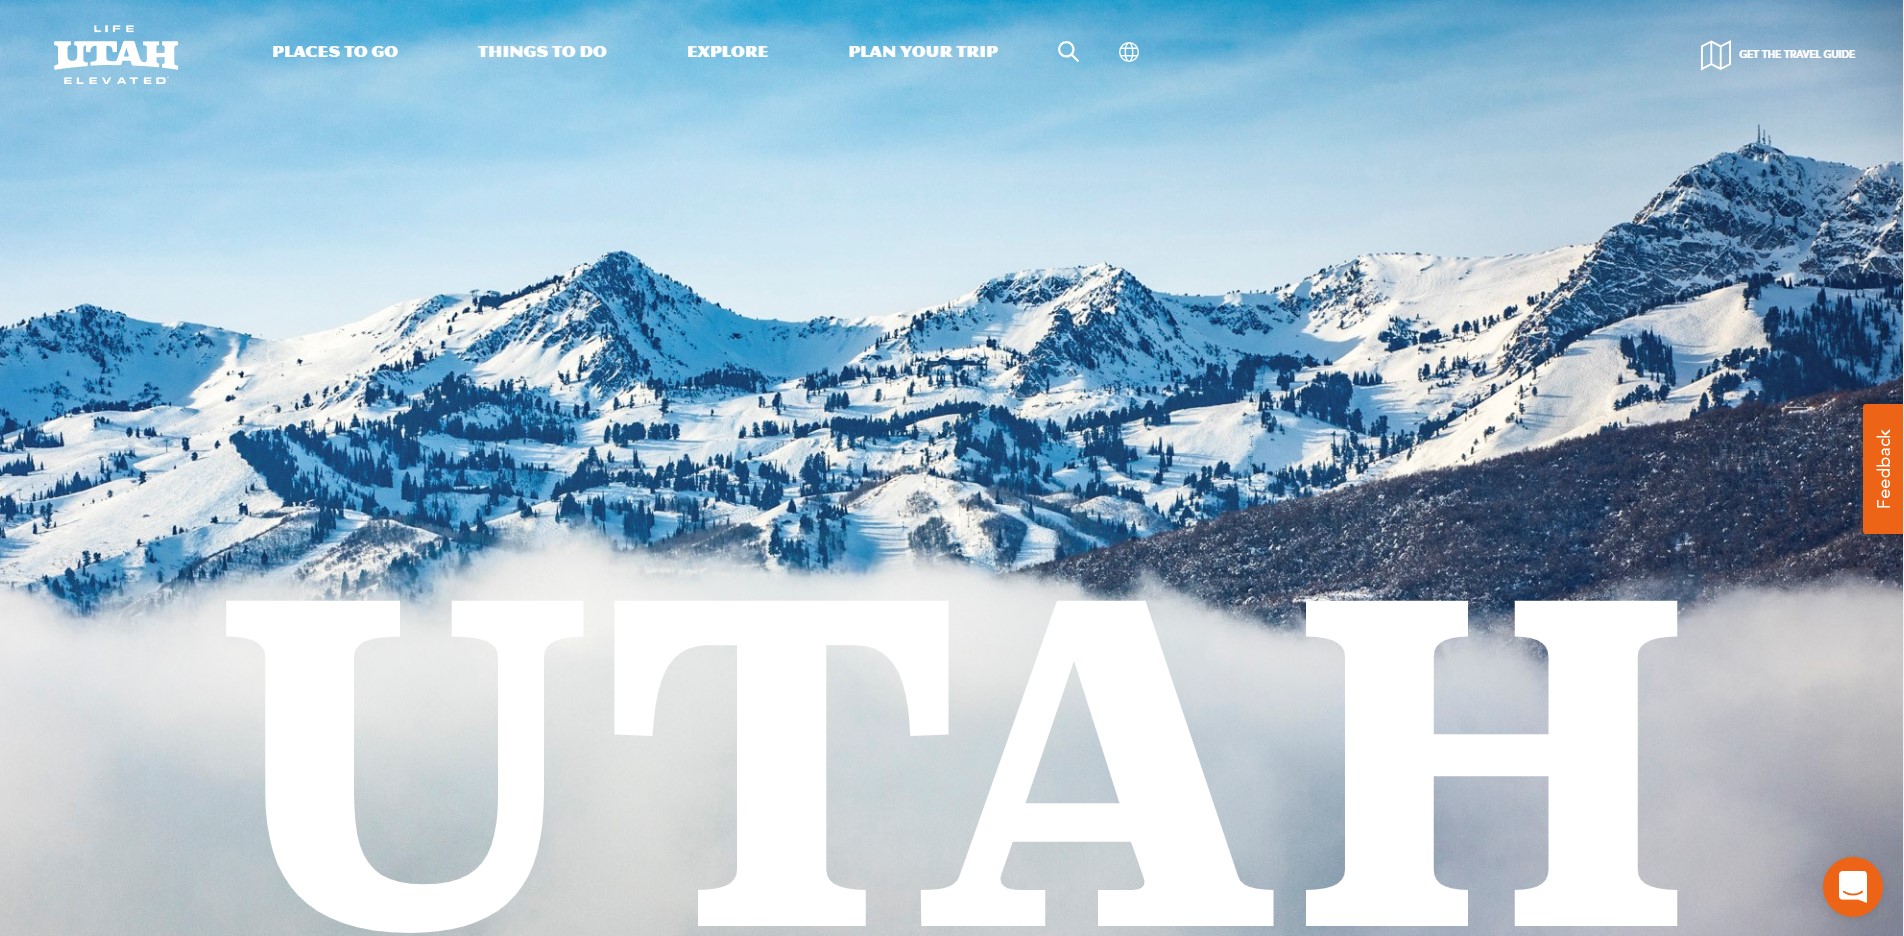 LIFE
UTAH
ELEVATED
PLACES TO GO
THINGS TO DO
EXPLORE
PLAN YOUR TRIP
GET THE TRAVEL GUIDE
Feedback
UTAH